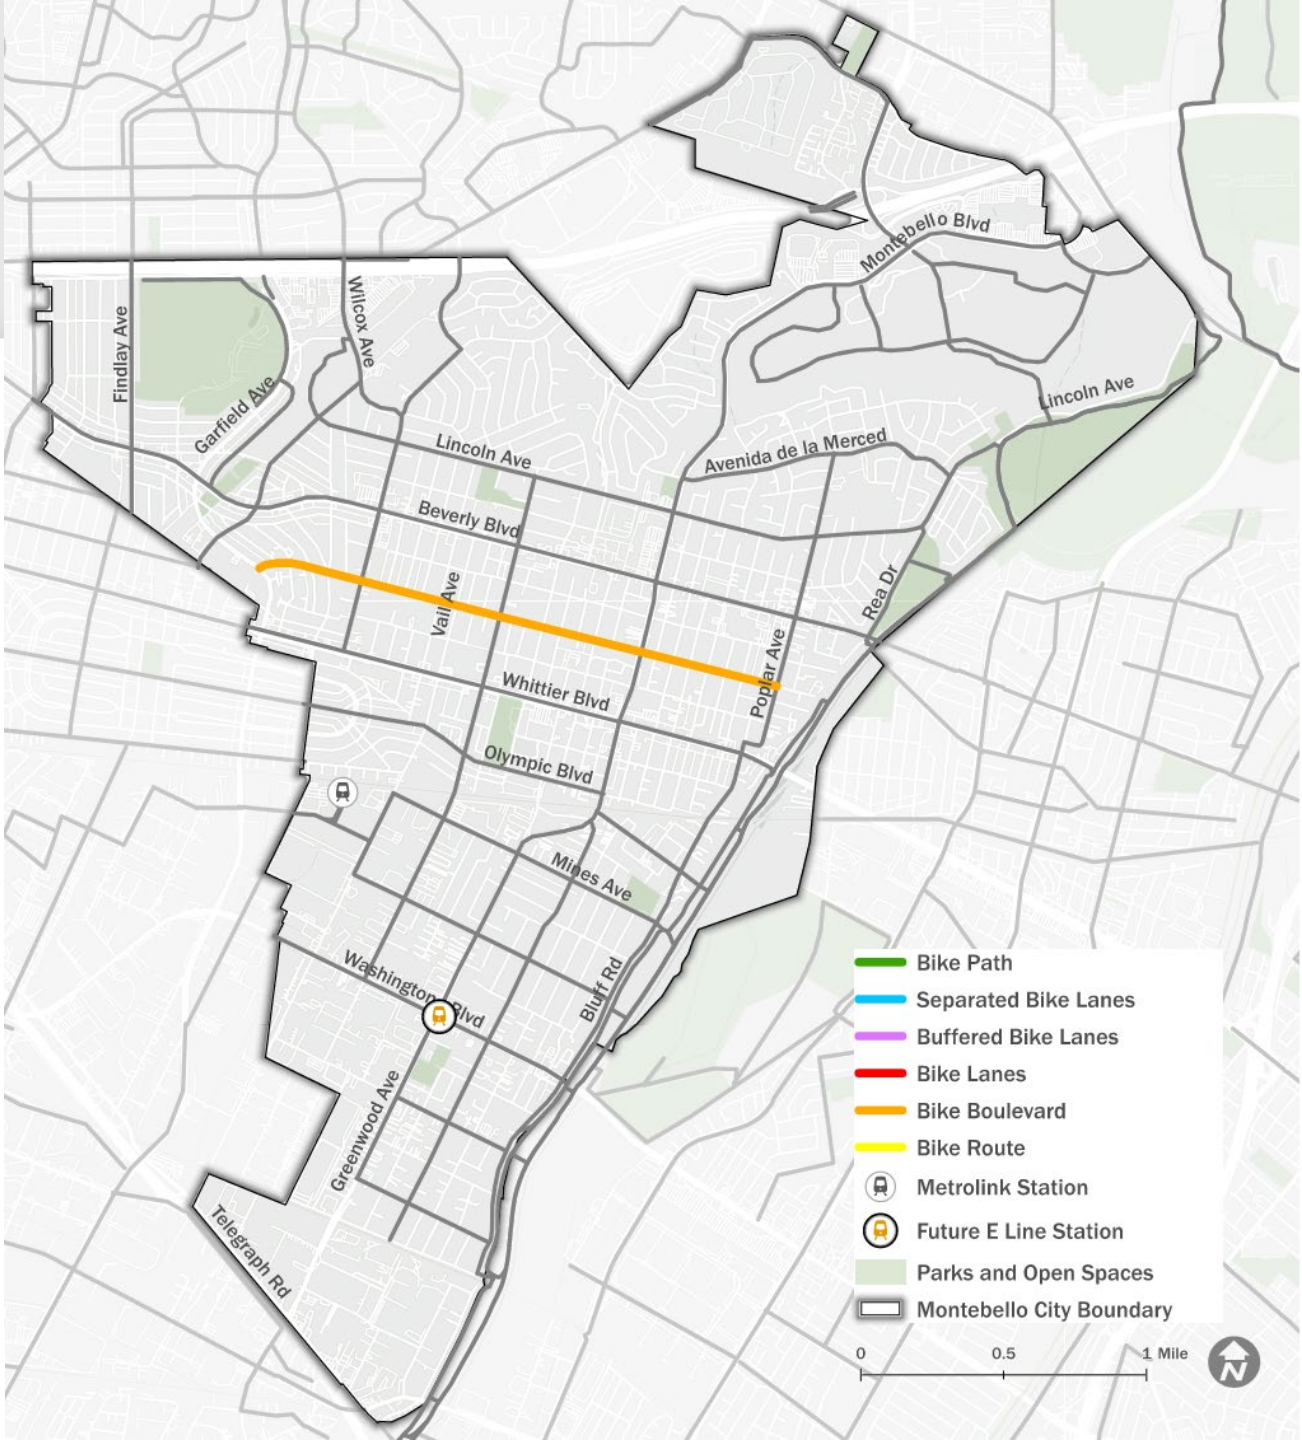 Montebello Blvd
Wilcox Ave
Findlay Ave
Garfield Ave
Lincoln Ave
Lincoln Ave
Avenida de la Merced
Beverly Blvd
Rea Dr
Vail Ave
Poplar Ave
Whittier Blvd
Olympic Blvd
Mines Ave
Washington Blvd
Bluff Rd
Greenwood Ave
Telegraph Rd
Bike Path
Separated Bike Lanes
Buffered Bike Lanes
Bike Lanes
Bike Boulevard
Bike Route
Metrolink Station
Future E Line Station
Parks and Open Spaces
Montebello City Boundary
0 0.5 1 Mile
N